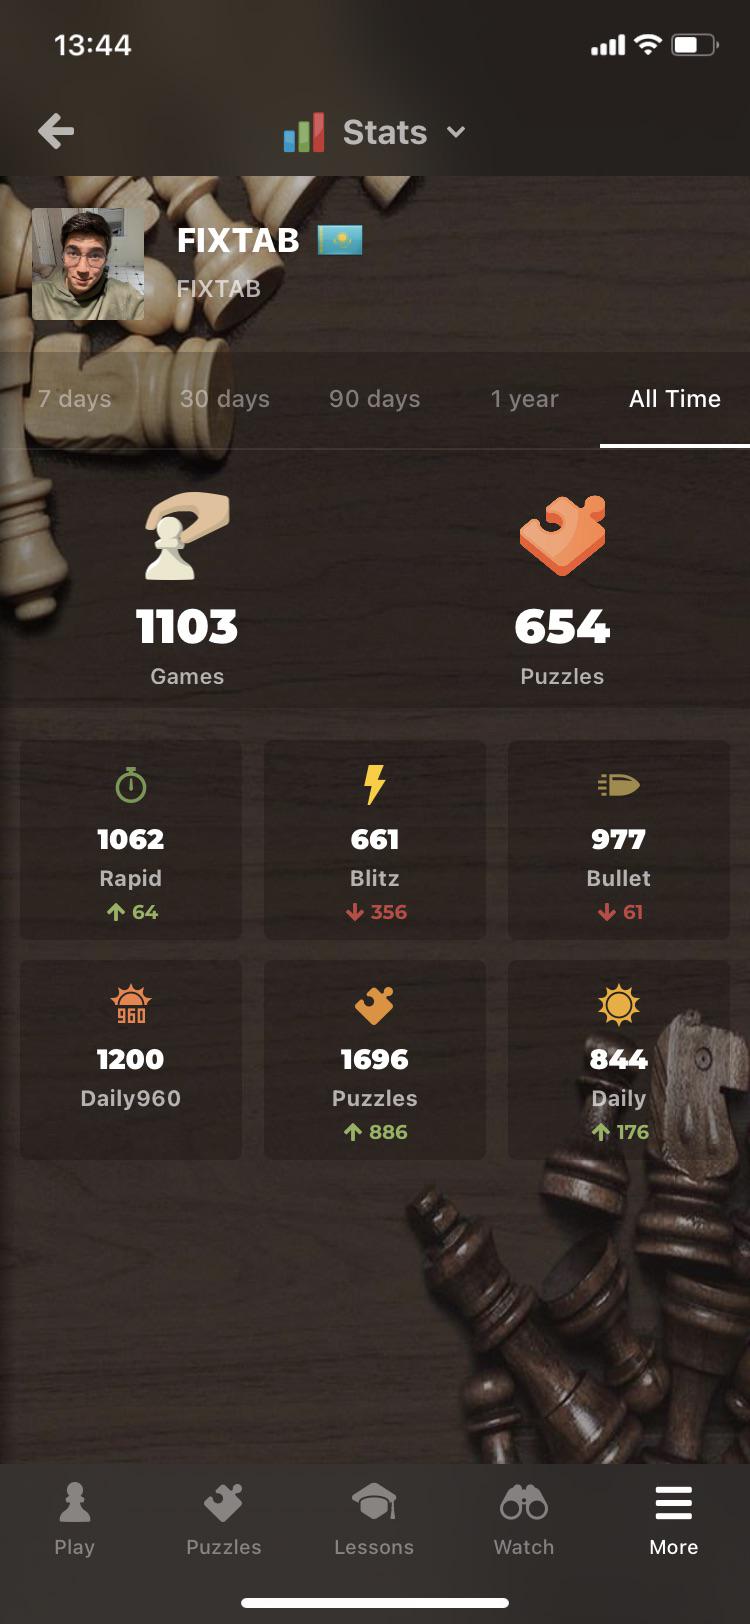 13:44
Stats
FIXTAB
FIXTAB
7 days 30 days 90 days 1 year All Time
1103 654
Games Puzzles
1062 661 977
Rapid Blitz Bullet
64 356 61
960
1200 1696 844
Daily960 Puzzles Daily
886 176
Play Puzzles Lessons Watch More